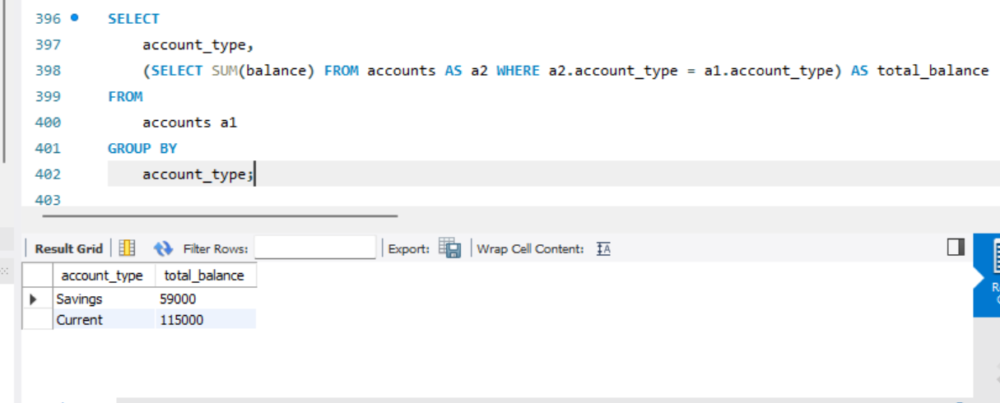 396 SELECT
397 account_type,
398 (SELECT SUM(balance) FROM accounts AS a2 WHERE a2.account_type = a1.account_type) AS total_balance
399 FROM
400 accounts a1
401 GROUP BY
402 account_type;
403
Result Grid Filter Rows: Export: Wrap Cell Content: IA
account_type total_balance
Savings 59000
Current 115000